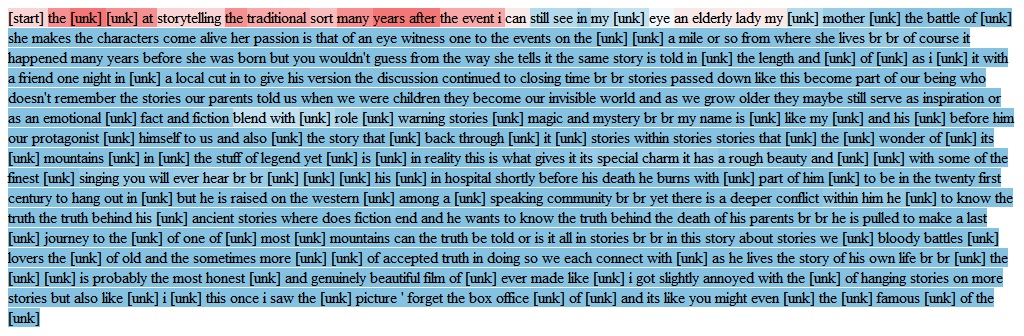 [start] the [unk] [unk] at storytelling the traditional sort many years after the event i can still see in my [unk] eye an elderly lady my [unk] mother [unk] the battle of [unk]
she makes the characters come alive her passion is that of an eye witness one to the events on the [unk] [unk] a mile or so from where she lives br br of course it
happened many years before she was born but you wouldn't guess from the way she tells it the same story is told in [unk] the length and [unk] of [unk] as i [unk] it with
a friend one night in [unk] a local cut in to give his version the discussion continued to closing time br br stories passed down like this become part of our being who
doesn't remember the stories our parents told us when we were children they become our invisible world and as we grow older they maybe still serve as inspiration or
as an emotional [unk] fact and fiction blend with [unk] role [unk] warning stories [unk] magic and mystery br br my name is [unk] like my [unk] and his [unk] before him
our protagonist [unk] himself to us and also [unk] the story that [unk] back through [unk] it [unk] stories within stories stories that [unk] the [unk] wonder of [unk] its
[unk] mountains [unk] in [unk] the stuff of legend yet [unk] is [unk] in reality this is what gives it its special charm it has a rough beauty and [unk] [unk] with some of the
finest [unk] singing you will ever hear br br [unk] [unk] [unk] his [unk] in hospital shortly before his death he burns with [unk] part of him [unk] to be in the twenty first
century to hang out in [unk] but he is raised on the western [unk] among a [unk] speaking community br br yet there is a deeper conflict within him he [unk] to know the
truth the truth behind his [unk] ancient stories where does fiction end and he wants to know the truth behind the death of his parents br br he is pulled to make a last
[unk] journey to the [unk] of one of [unk] most [unk] mountains can the truth be told or is it all in stories br br in this story about stories we [unk] bloody battles [unk]
lovers the [unk] of old and the sometimes more [unk] [unk] of accepted truth in doing so we each connect with [unk] as he lives the story of his own life br br [unk] the
[unk] [unk] is probably the most honest [unk] and genuinely beautiful film of [unk] ever made like [unk] i got slightly annoyed with the [unk] of hanging stories on more
stories but also like [unk] i [unk] this once i saw the [unk] picture ' forget the box office [unk] of [unk] and its like you might even [unk] the [unk] famous [unk] of the
[unk]